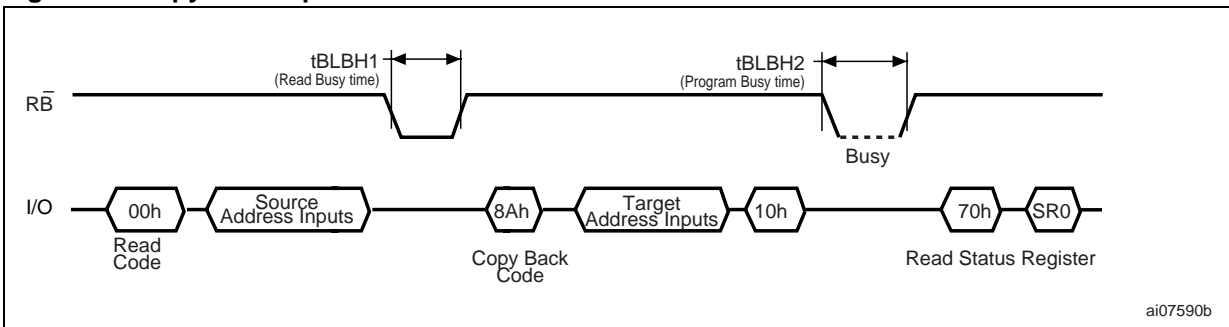 tBLBH1
(Read Busy time)
tBLBH2
(Program Busy time)
RB̅
Busy
I/O
00h
Source
Address Inputs
8Ah
Target
Address Inputs
10h
70h
SR0
Read
Code
Copy Back
Code
Read Status Register
ai07590b